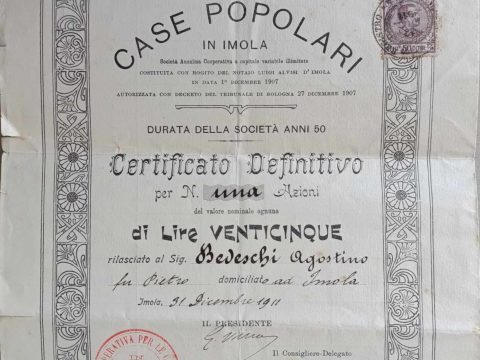 CASE POPOLARI
IN IMOLA
Società Anonima Cooperativa a capitale variabile illimitato
COSTITUITA CON ROGITO DEL NOTAIO LUIGI ALVISI D'IMOLA
IN DATA 1º DICEMBRE 1907
AUTORIZZATA CON DECRETO DEL TRIBUNALE DI BOLOGNA 27 DICEMBRE 1907
DURATA DELLA SOCIETÀ ANNI 50
Certificato Definitivo
per N. una Azioni
del valore nominale ognuna
di Lire VENTICINQUE
rilasciato al Sig. Bedeschi Agostino
fu Pietro domiciliato ad Imola
Imola, 31 Dicembre 1911
IL PRESIDENTE
Il Consigliere-Delegato